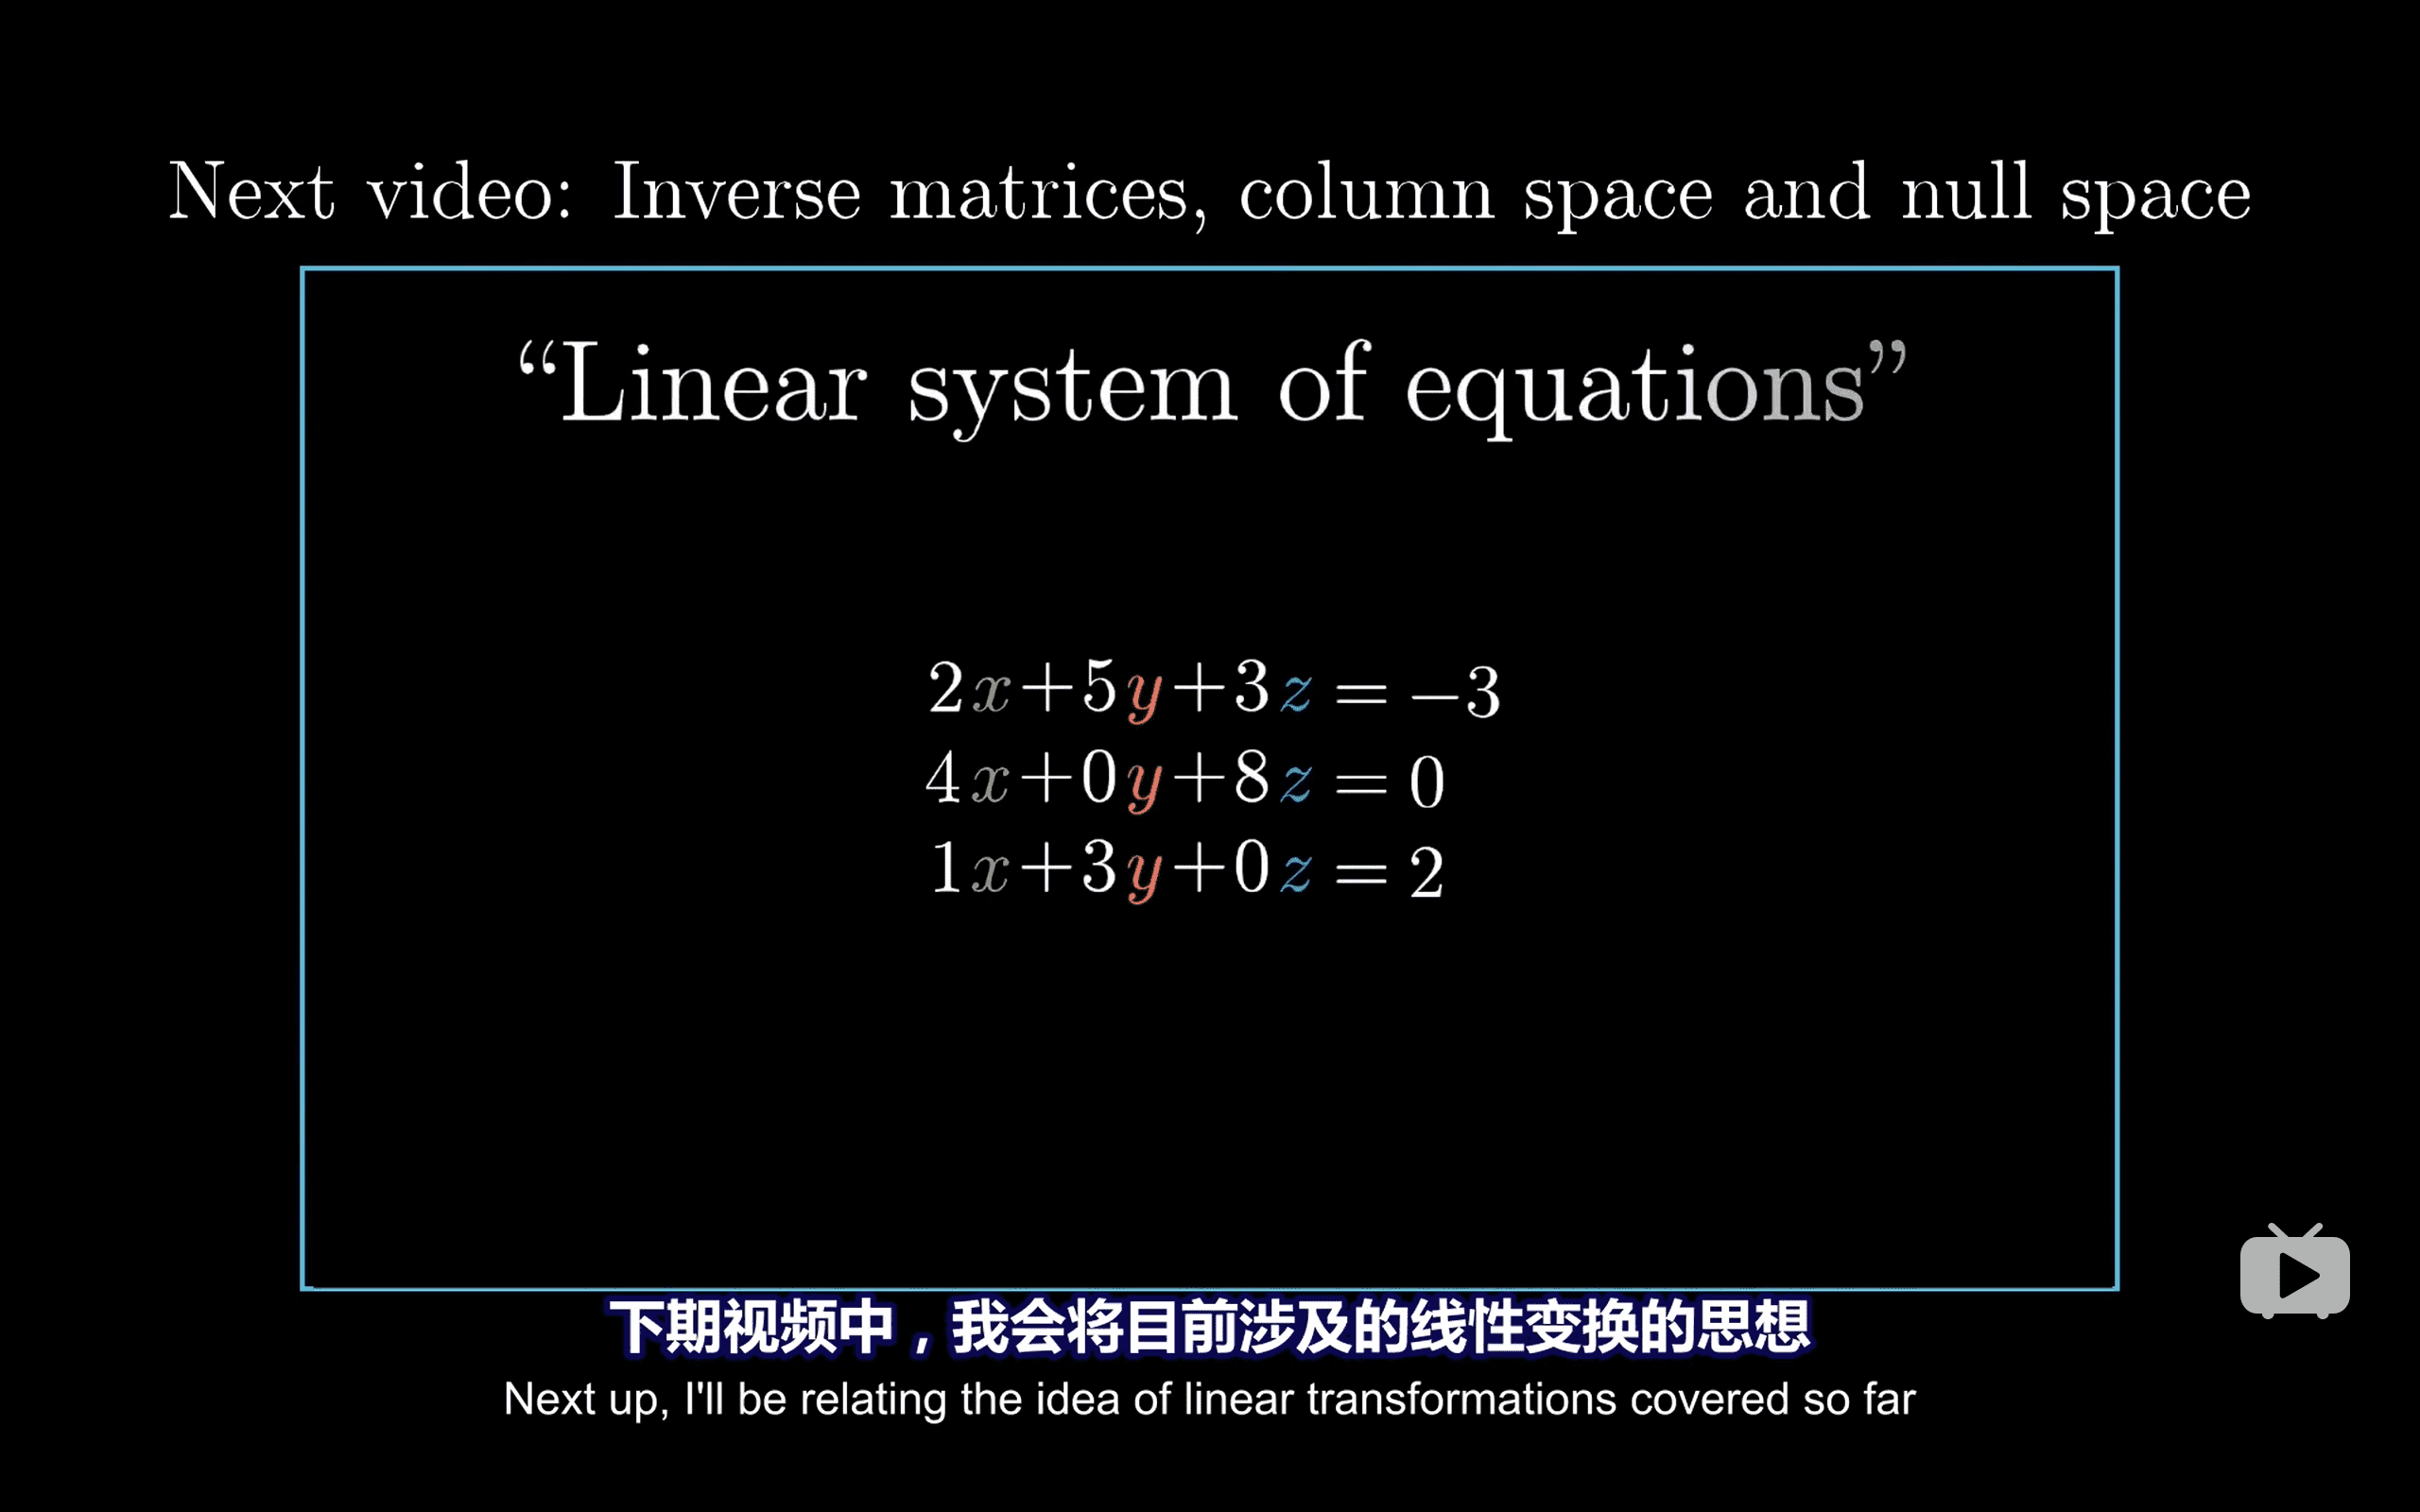 Next video: Inverse matrices, column space and null space
“Linear system of equations”
2x+5y+3z = −3
4x+0y+8z = 0
1x+3y+0z = 2
下期视频中，我会将目前涉及的线性变换的思想
Next up, I'll be relating the idea of linear transformations covered so far